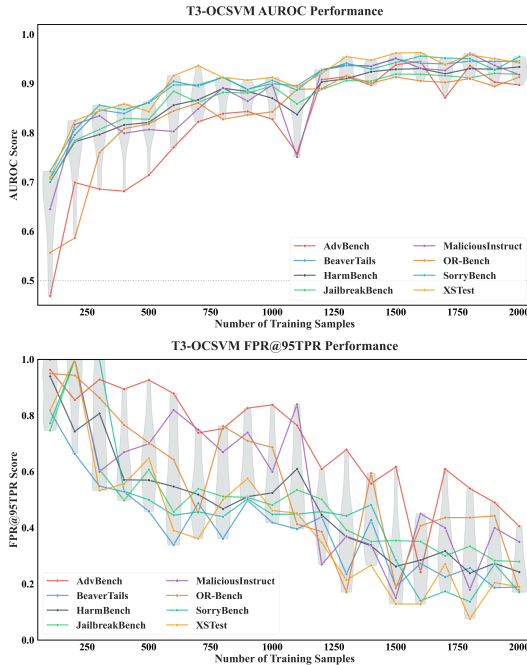 T3-OCSVM AUROC Performance
1.0
0.9
0.8
0.7
0.6
0.5
AUROC Score
AdvBench
BeaverTails
HarmBench
JailbreakBench
MaliciousInstruct
OR-Bench
SorryBench
XSTest
250 500 750 1000 1250 1500 1750 2000
Number of Training Samples
T3-OCSVM FPR@95TPR Performance
1.0
0.8
0.6
0.4
0.2
0.0
FPR@95TPR Score
AdvBench
BeaverTails
HarmBench
JailbreakBench
MaliciousInstruct
OR-Bench
SorryBench
XSTest
250 500 750 1000 1250 1500 1750 2000
Number of Training Samples